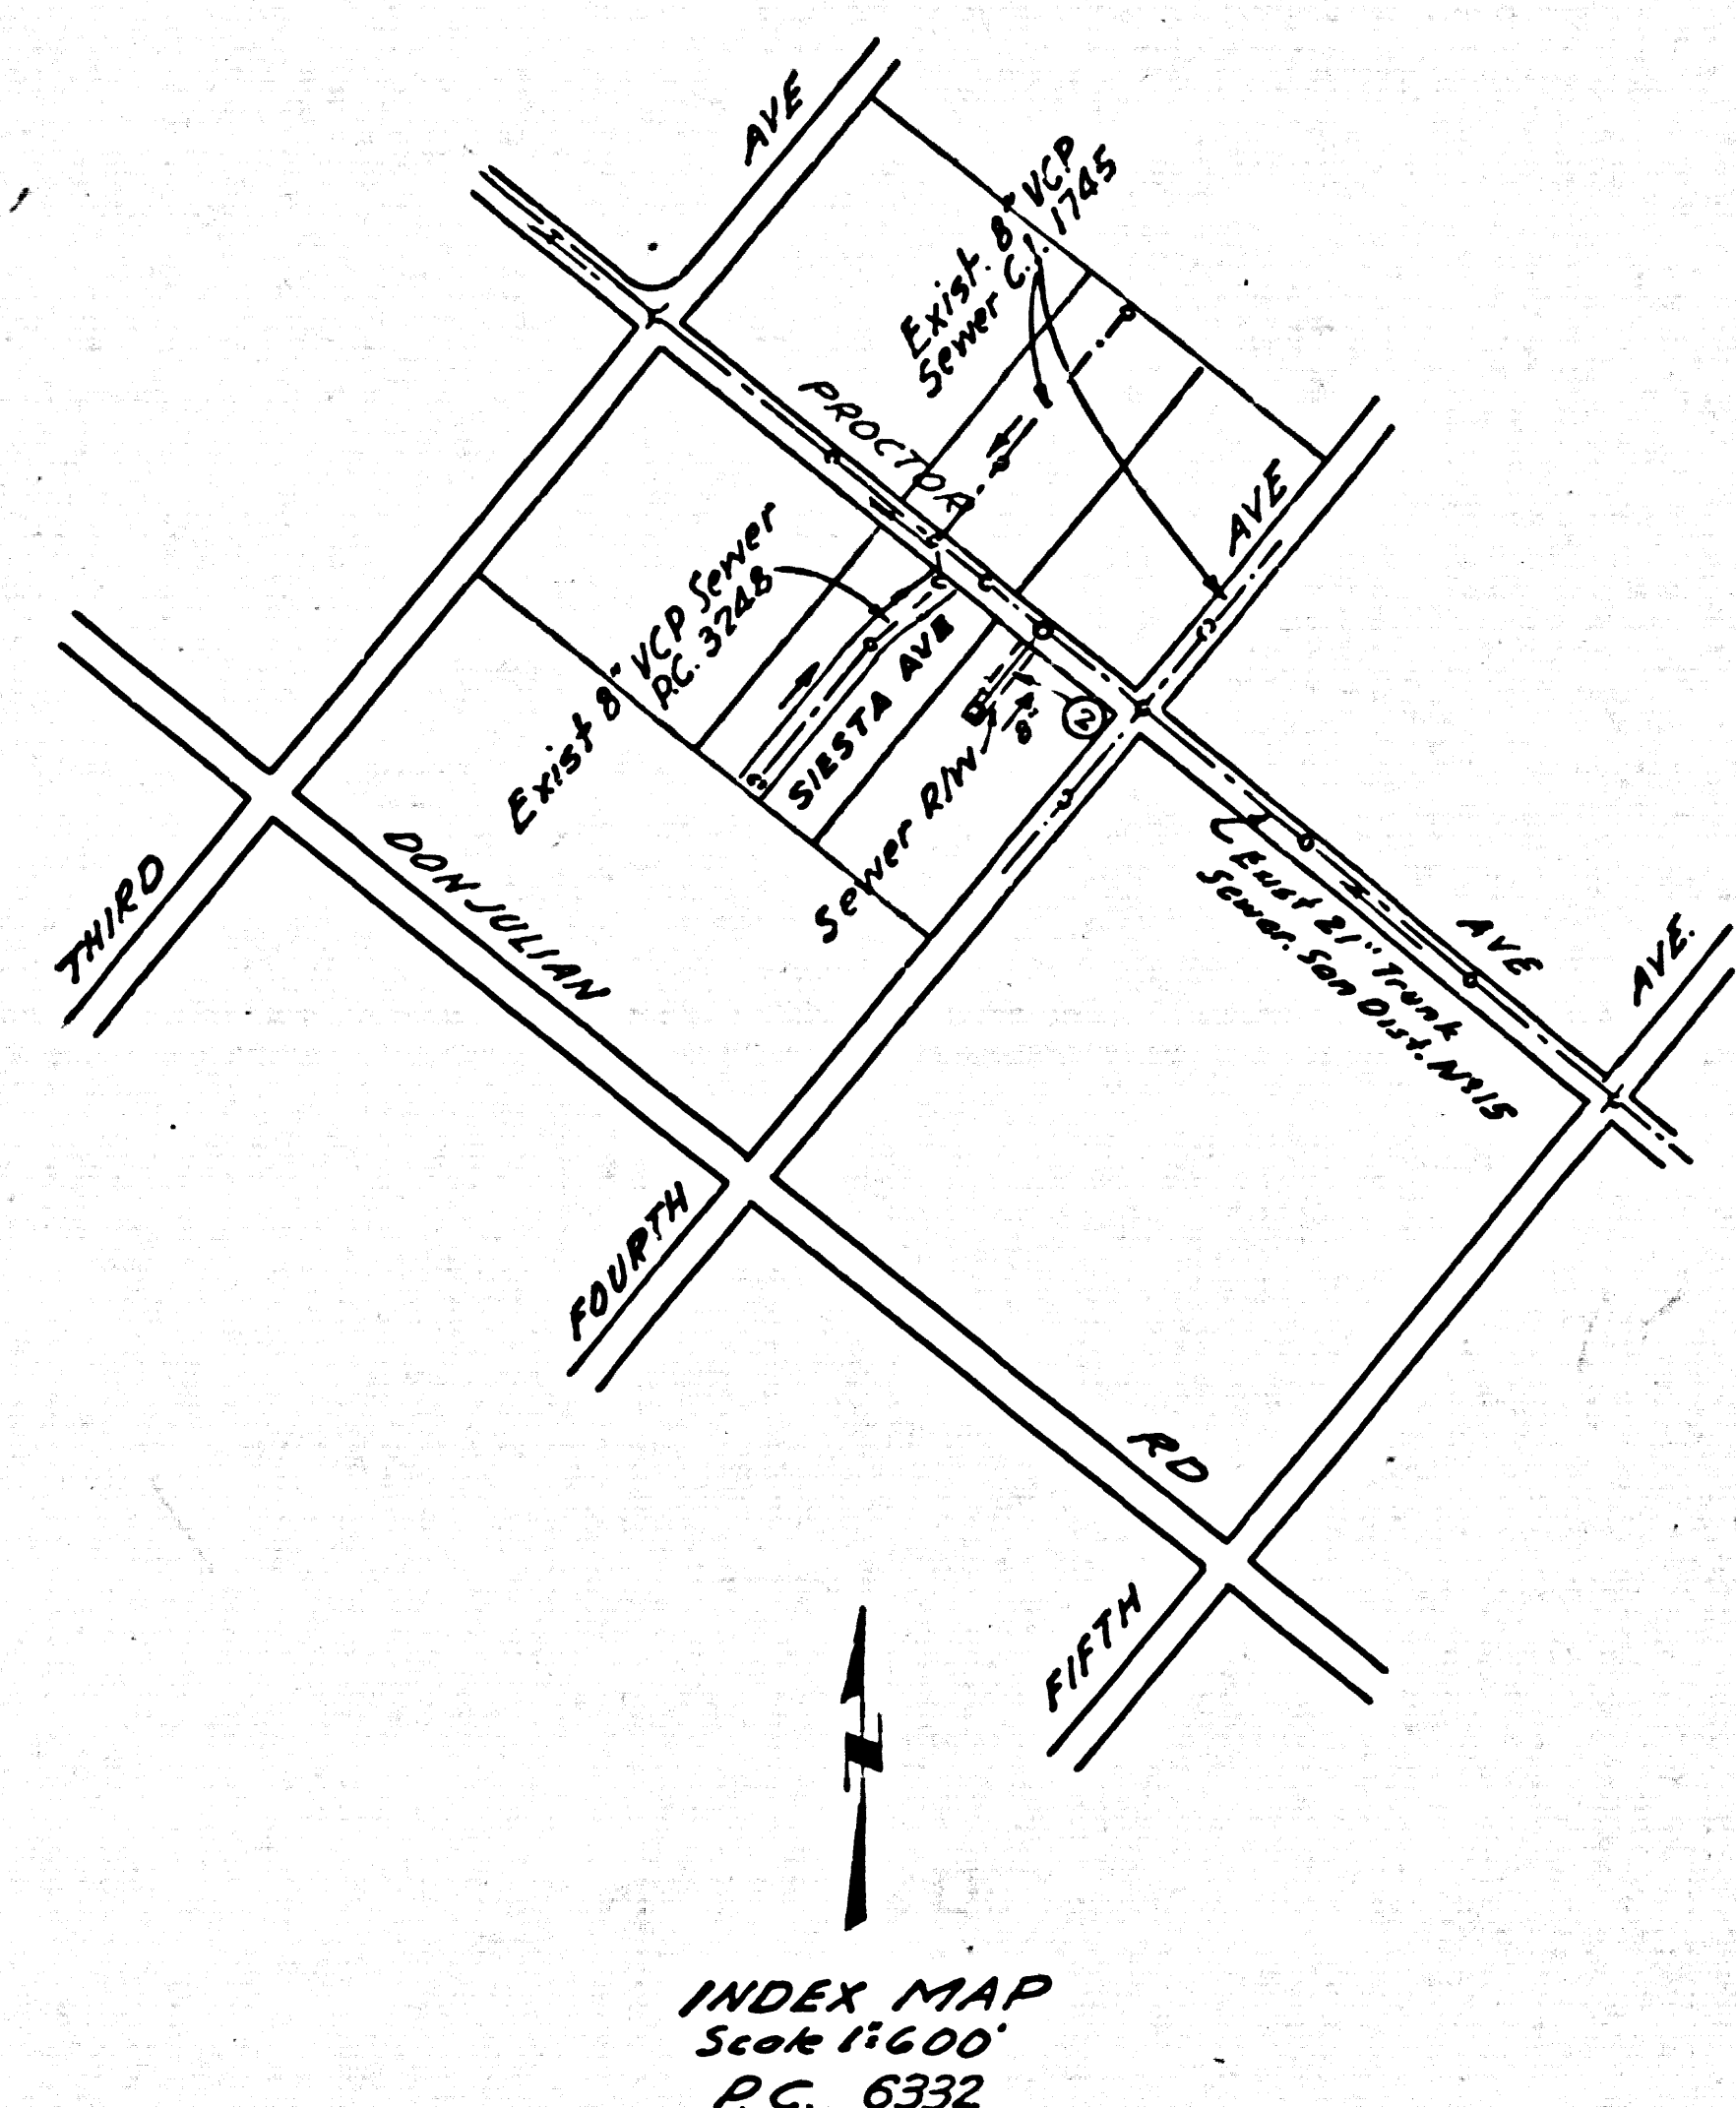 AVE
Exist. 8" VCP
Sewer C.I. 1745
PROCTOR
AVE
Exist 8" VCP Sewer
P.C. 3248
SIESTA AVE
Sewer R/W
8"
2
THIRD
DON JULIAN
Exist 21" Trunk
Sewer. San Dist. Nº15
AVE
AVE.
FOURTH
RD
FIFTH
N
INDEX MAP
Scale 1"=600'
P.C. 6332